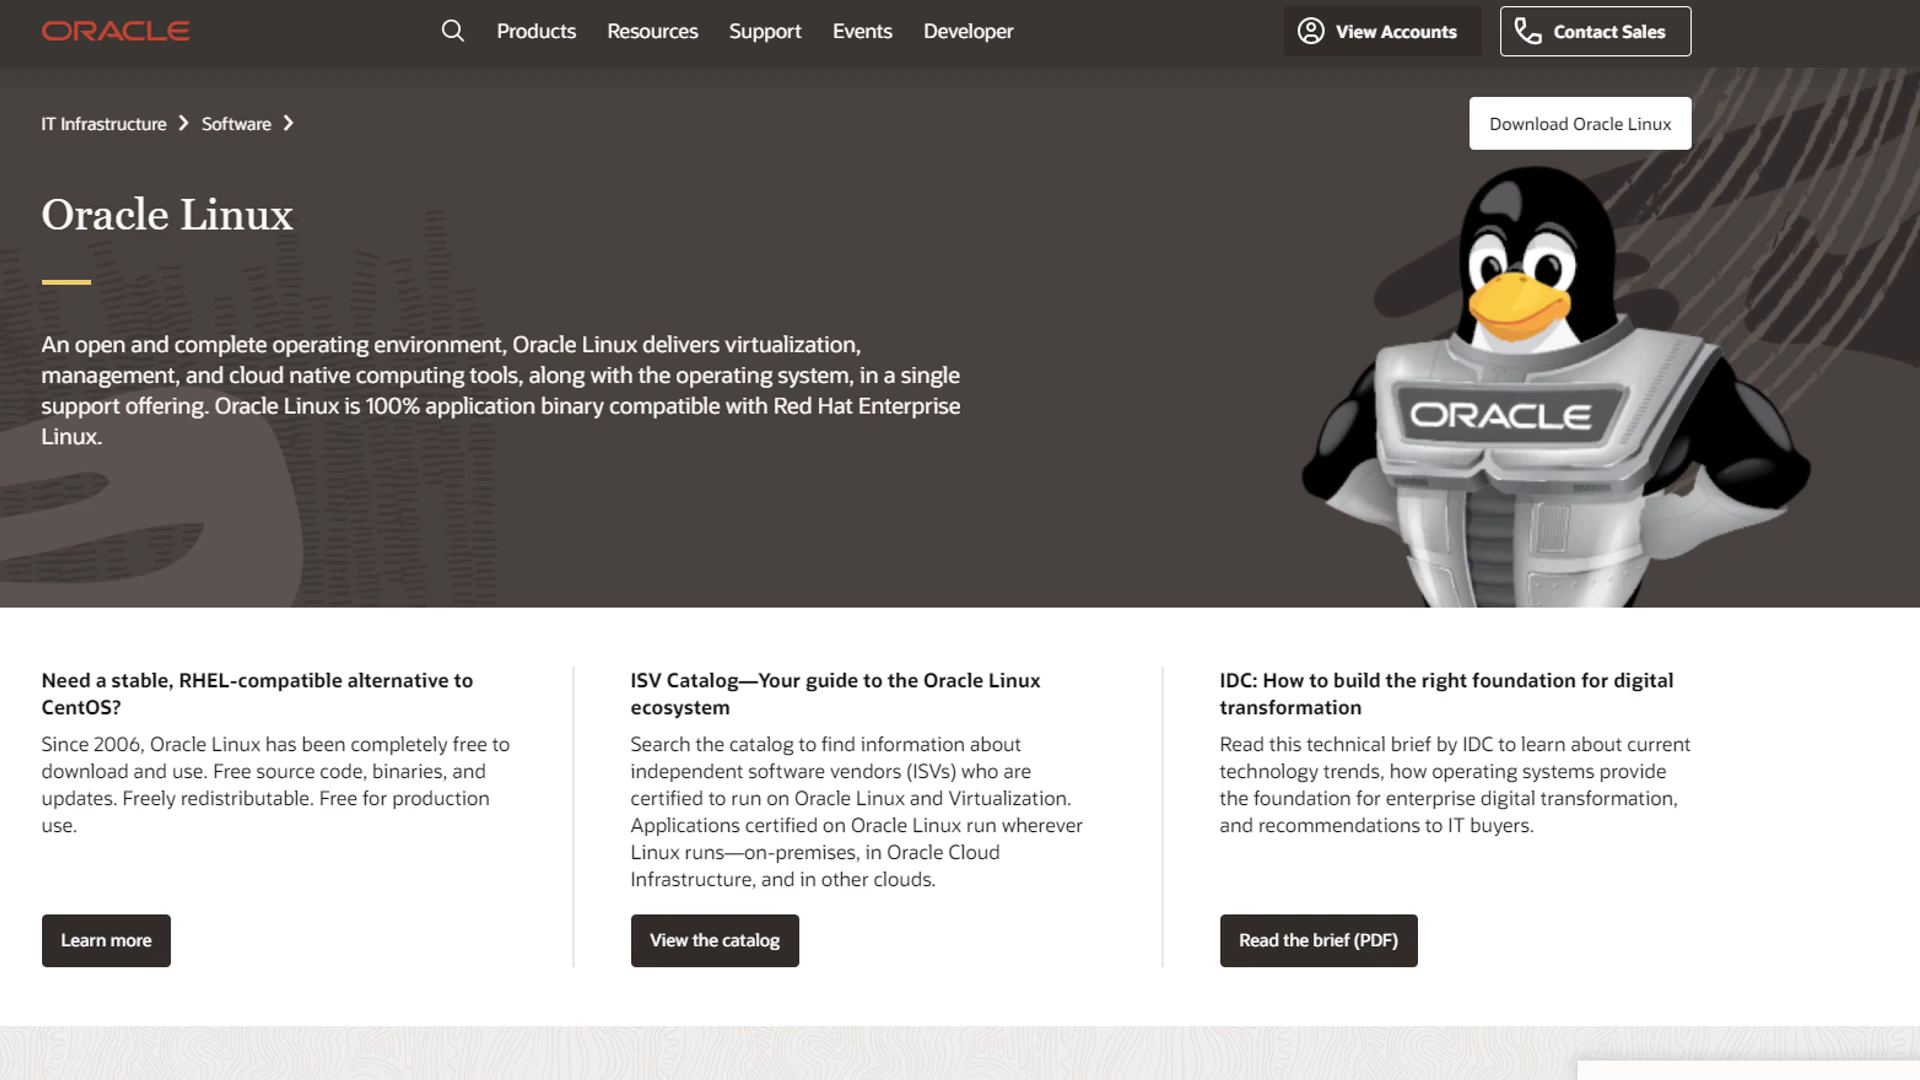 ORACLE
Products
Resources
Support
Events
Developer
View Accounts
Contact Sales
IT Infrastructure
Software
Download Oracle Linux
Oracle Linux
An open and complete operating environment, Oracle Linux delivers virtualization,
management, and cloud native computing tools, along with the operating system, in a single
support offering. Oracle Linux is 100% application binary compatible with Red Hat Enterprise
Linux.
ORACLE
Need a stable, RHEL-compatible alternative to
CentOS?
Since 2006, Oracle Linux has been completely free to
download and use. Free source code, binaries, and
updates. Freely redistributable. Free for production
use.
Learn more
ISV Catalog—Your guide to the Oracle Linux
ecosystem
Search the catalog to find information about
independent software vendors (ISVs) who are
certified to run on Oracle Linux and Virtualization.
Applications certified on Oracle Linux run wherever
Linux runs—on-premises, in Oracle Cloud
Infrastructure, and in other clouds.
View the catalog
IDC: How to build the right foundation for digital
transformation
Read this technical brief by IDC to learn about current
technology trends, how operating systems provide
the foundation for enterprise digital transformation,
and recommendations to IT buyers.
Read the brief (PDF)